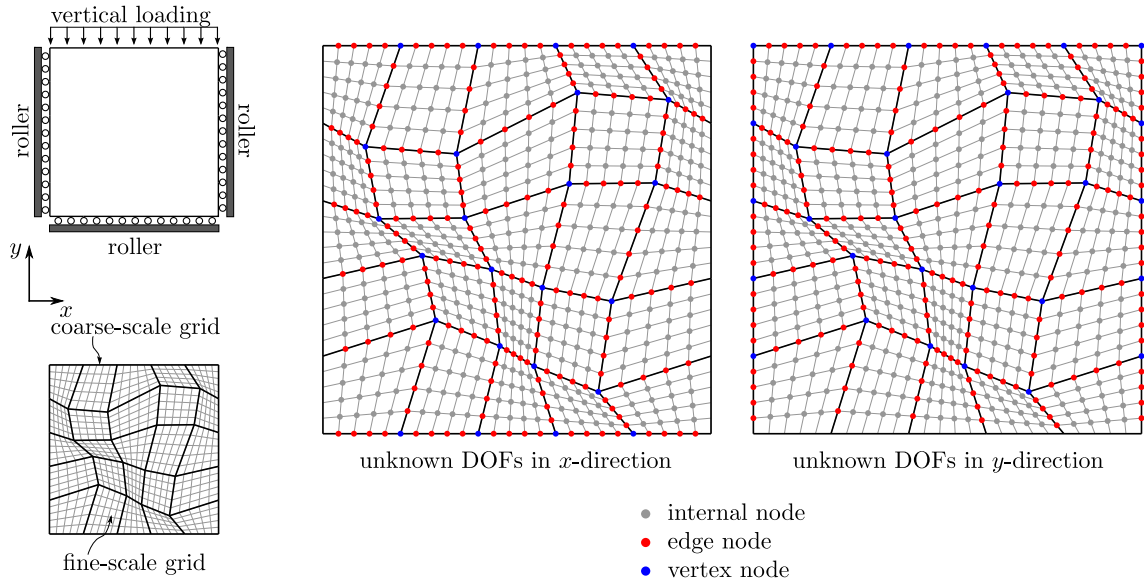 vertical loading
roller
roller
roller
y
x
coarse-scale grid
fine-scale grid
unknown DOFs in x-direction
unknown DOFs in y-direction
internal node
edge node
vertex node